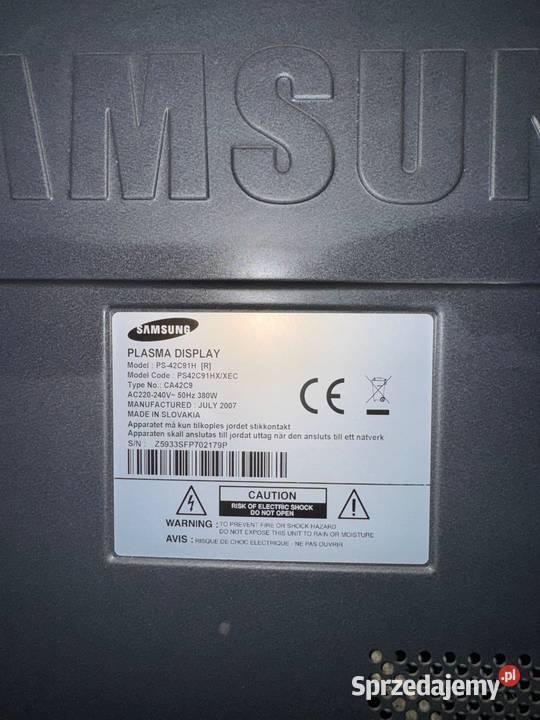 AMSUN
SAMSUNG
PLASMA DISPLAY
Model : PS-42C91H [R]
Model Code : PS42C91HX/XEC
Type No.: CA42C9
AC220-240V~ 50Hz 380W
MANUFACTURED : JULY 2007
MADE IN SLOVAKIA
Apparatet må kun tilkoples jordet stikkontakt
Apparaten skall anslutas till jordat uttag när den ansluts till ett nätverk
S/N : Z5933SFP702179P
CE
CAUTION
RISK OF ELECTRIC SHOCK
DO NOT OPEN
WARNING : TO PREVENT FIRE OR SHOCK HAZARD
DO NOT EXPOSE THIS UNIT TO RAIN OR MOISTURE
AVIS : RISQUE DE CHOC ELECTRIQUE - NE PAS OUVRIR
Sprzedajemy.pl